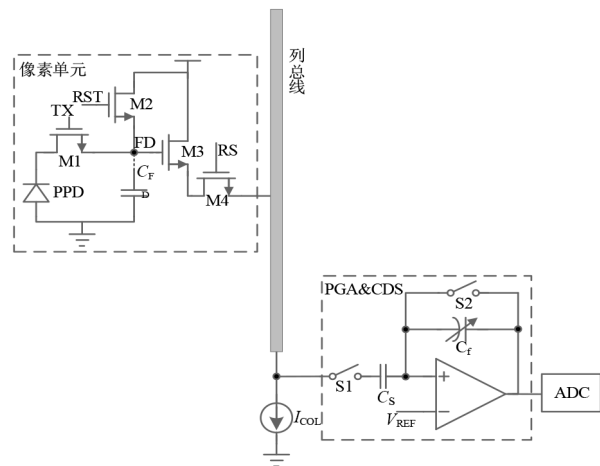 像素单元
列总线
RST
M2
TX
FD
M3
RS
M1
CF
PPD
D
M4
PGA&CDS
S2
Cf
S1
CS
+
−
VREF
ICOL
ADC